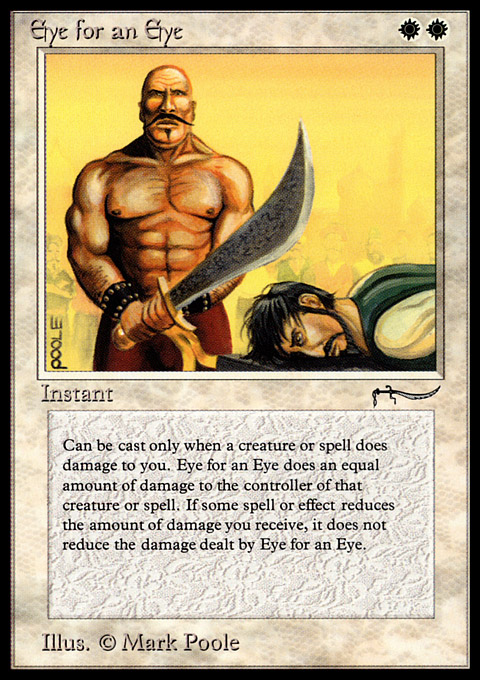 Eye for an Eye
POOLE
Instant
Can be cast only when a creature or spell does
damage to you. Eye for an Eye does an equal
amount of damage to the controller of that
creature or spell. If some spell or effect reduces
the amount of damage you receive, it does not
reduce the damage dealt by Eye for an Eye.
Illus. © Mark Poole